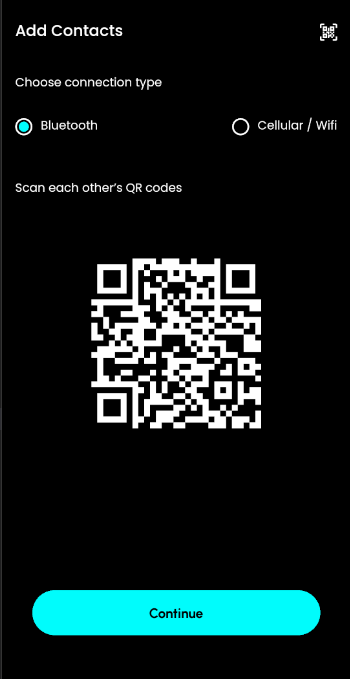 Add Contacts
Choose connection type
Bluetooth
Cellular / Wifi
Scan each other’s QR codes
Continue